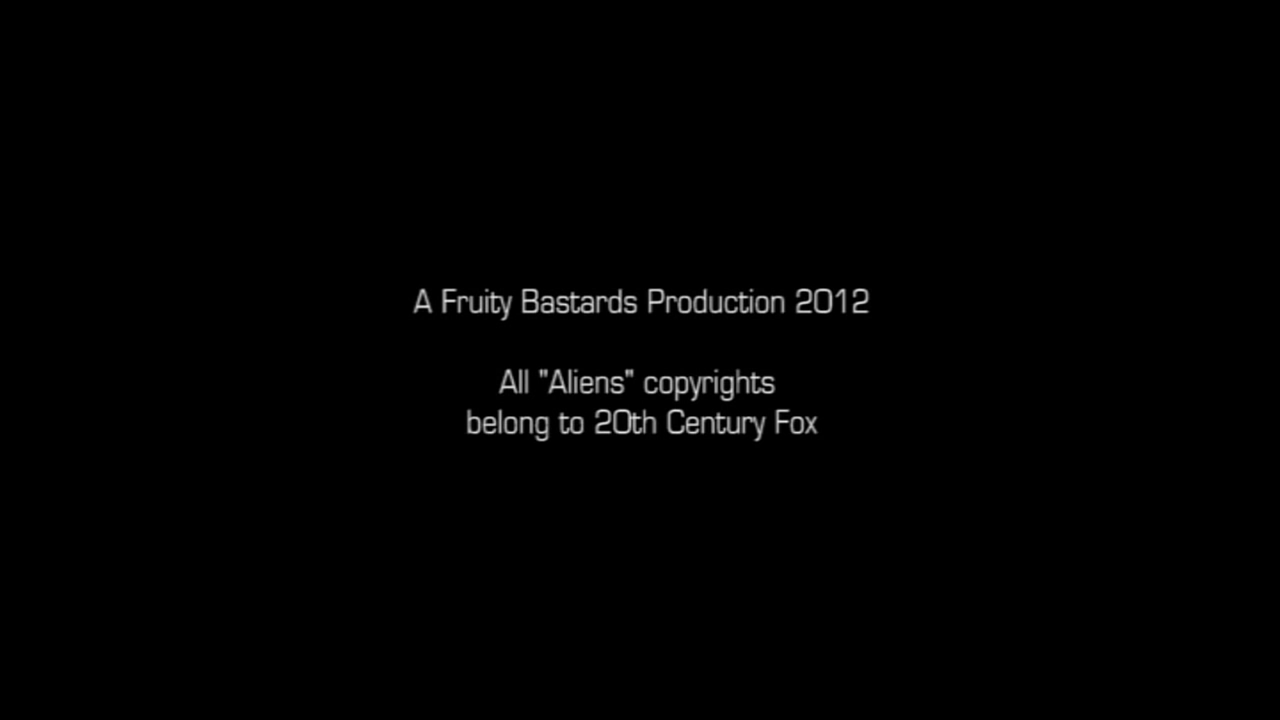 A Fruity Bastards Production 2012
All "Aliens" copyrights
belong to 20th Century Fox